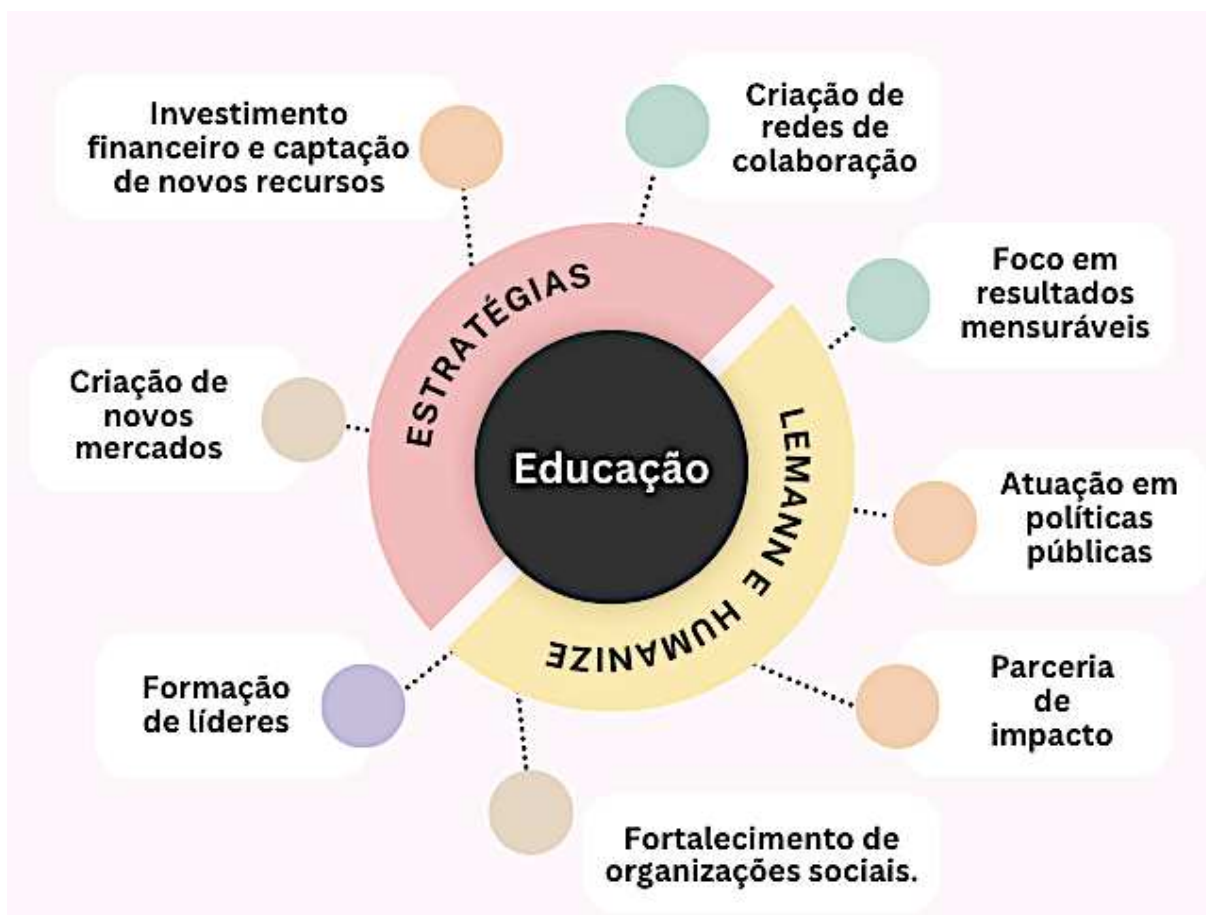 Investimento
financeiro e captação
de novos recursos
Criação de
redes de
colaboração
Foco em
resultados
mensuráveis
Criação de
novos
mercados
ESTRATÉGIAS
Educação
LEMANN E HUMANIZE
Atuação em
políticas
públicas
Formação
de líderes
Parceria
de
impacto
Fortalecimento de
organizações sociais.